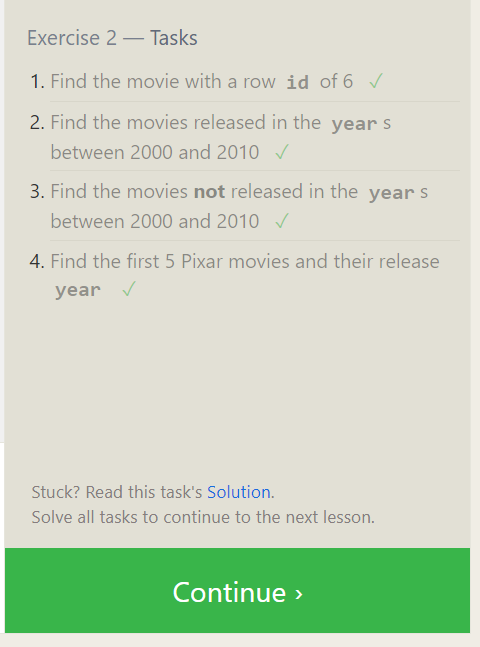 Exercise 2 — Tasks
1. Find the movie with a row id of 6 ✓
2. Find the movies released in the year s
between 2000 and 2010 ✓
3. Find the movies not released in the year s
between 2000 and 2010 ✓
4. Find the first 5 Pixar movies and their release
year ✓
Stuck? Read this task's Solution.
Solve all tasks to continue to the next lesson.
Continue ›